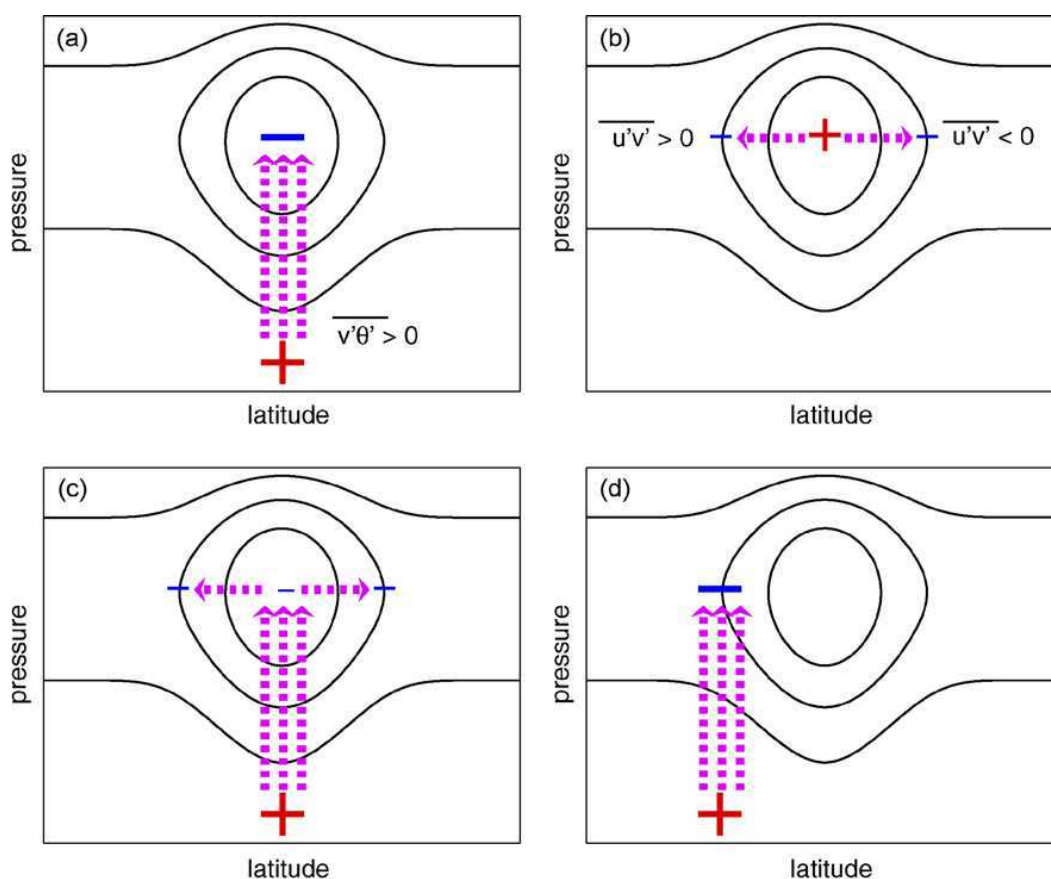 (a)
pressure
v'θ' > 0
latitude
(b)
pressure
u'v' > 0
u'v' < 0
latitude
(c)
pressure
latitude
(d)
pressure
latitude